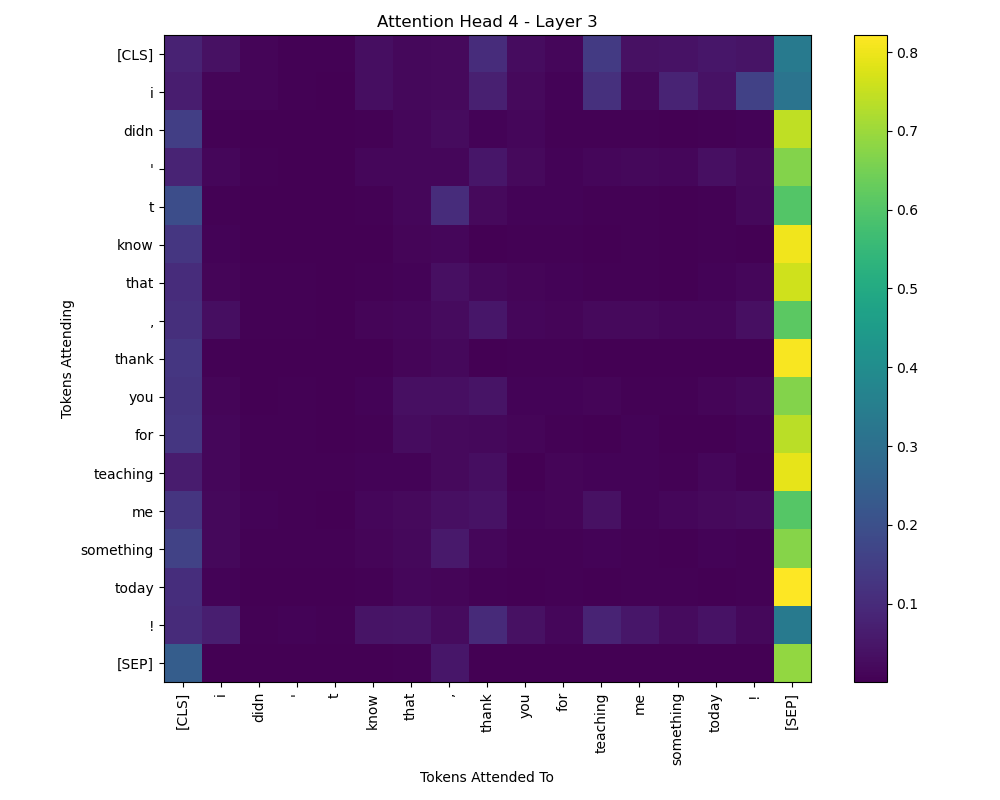 Attention Head 4 - Layer 3
Tokens Attending
[CLS]
i
didn
'
t
know
that
,
thank
you
for
teaching
me
something
today
!
[SEP]
[CLS]
i
didn
'
t
know
that
,
thank
you
for
teaching
me
something
today
!
[SEP]
Tokens Attended To
0.8
0.7
0.6
0.5
0.4
0.3
0.2
0.1